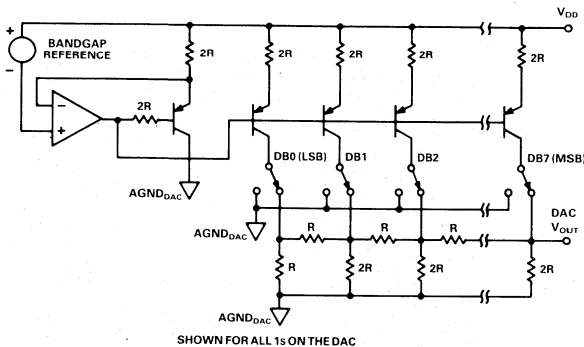 V_DD
+
BANDGAP
REFERENCE
−
2R
2R
2R
2R
2R
2R
−
+
DB0 (LSB)
DB1
DB2
DB7 (MSB)
AGND_DAC
AGND_DAC
DAC
V_OUT
R
R
R
R
2R
2R
2R
AGND_DAC
SHOWN FOR ALL 1s ON THE DAC